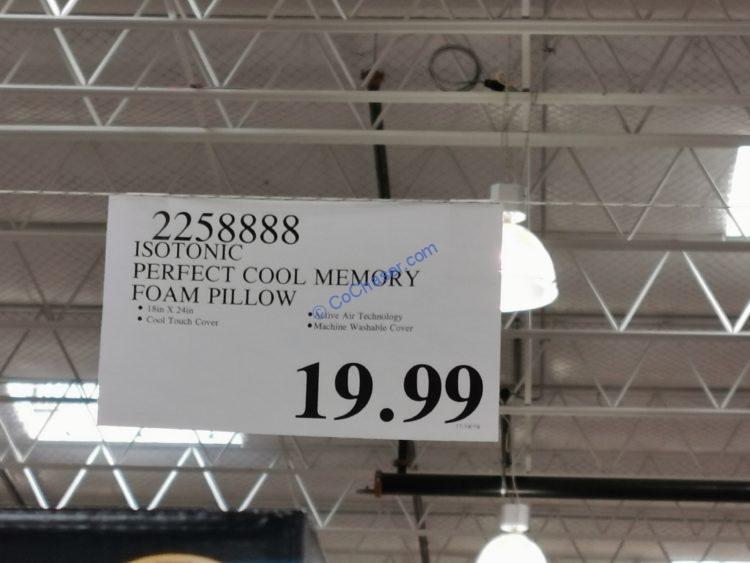 2258888
ISOTONIC
PERFECT COOL MEMORY
FOAM PILLOW
• 18in X 24in
• Cool Touch Cover
• Active Air Technology
• Machine Washable Cover
19.99
© CoChaser.com